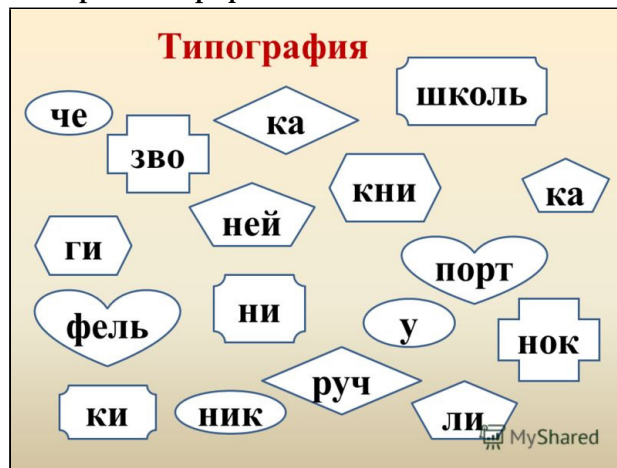 Типография
школь
че
ка
зво
кни
ка
ней
ги
порт
ни
фель
у
нок
руч
ки
ник
ли
MyShared